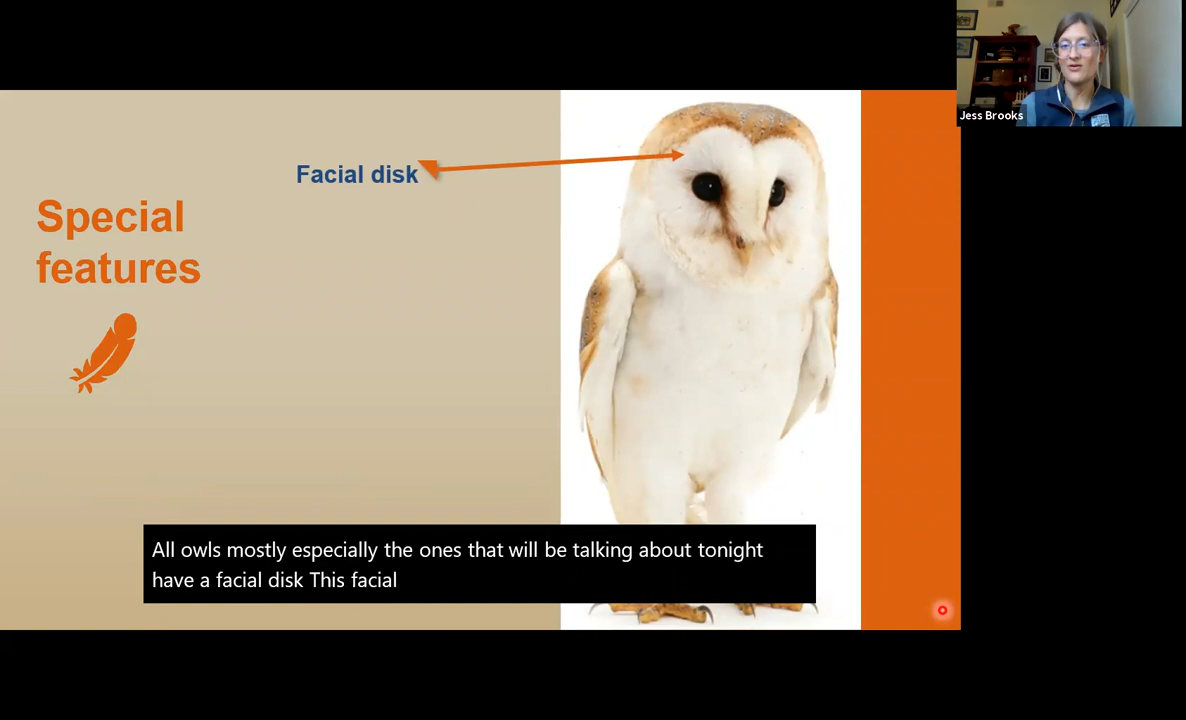 Jess Brooks
Facial disk
Special
features
All owls mostly especially the ones that will be talking about tonight
have a facial disk This facial